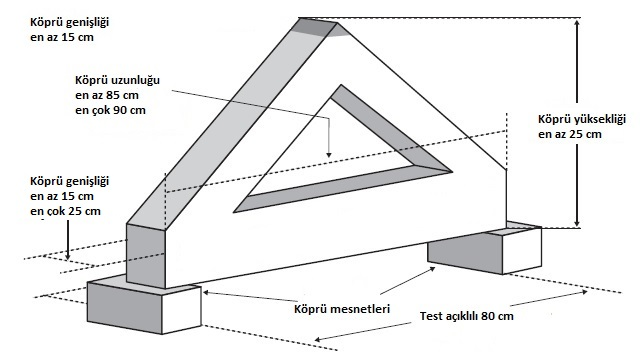 Köprü genişliği
en az 15 cm
Köprü uzunluğu
en az 85 cm
en çok 90 cm
Köprü yüksekliği
en az 25 cm
Köprü genişliği
en az 15 cm
en çok 25 cm
Köprü mesnetleri
Test açıklılı 80 cm